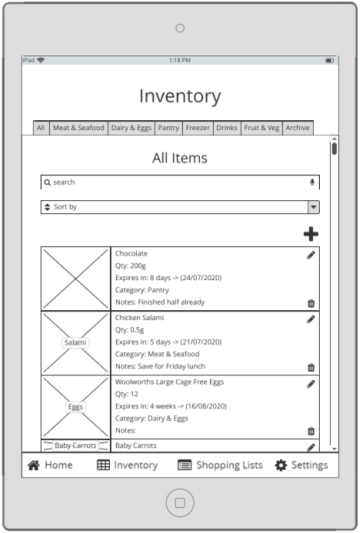 iPad
1:18 PM
Inventory
All Meat & Seafood Dairy & Eggs Pantry Freezer Drinks Fruit & Veg Archive
All Items
search
Sort by
Chocolate
Qty: 200g
Expires in: 8 days -> (24/07/2020)
Category: Pantry
Notes: Finished half already
Salami
Chicken Salami
Qty: 0.5g
Expires in: 5 days -> (21/07/2020)
Category: Meat & Seafood
Notes: Save for Friday lunch
Eggs
Woolworths Large Cage Free Eggs
Qty: 12
Expires in: 4 weeks -> (16/08/2020)
Category: Dairy & Eggs
Notes:
Baby Carrots
Baby Carrots
Home Inventory Shopping Lists Settings